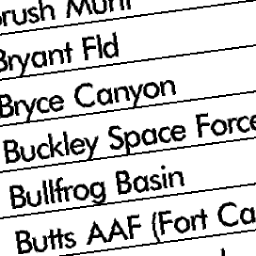 Bryant Fld
Bryce Canyon
Buckley Space Force
Bullfrog Basin
Butts AAF (Fort Ca